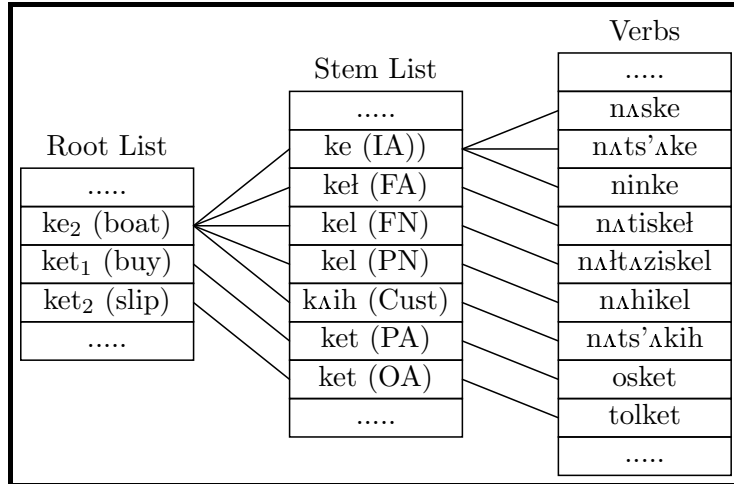 Root List
.....
ke₂ (boat)
ket₁ (buy)
ket₂ (slip)
.....
Stem List
.....
ke (IA))
keł (FA)
kel (FN)
kel (PN)
kʌih (Cust)
ket (PA)
ket (OA)
.....
Verbs
.....
nʌske
nʌts'ʌke
ninke
nʌtiskeł
nʌłtʌziskel
nʌhikel
nʌts'ʌkih
osket
tolket
.....